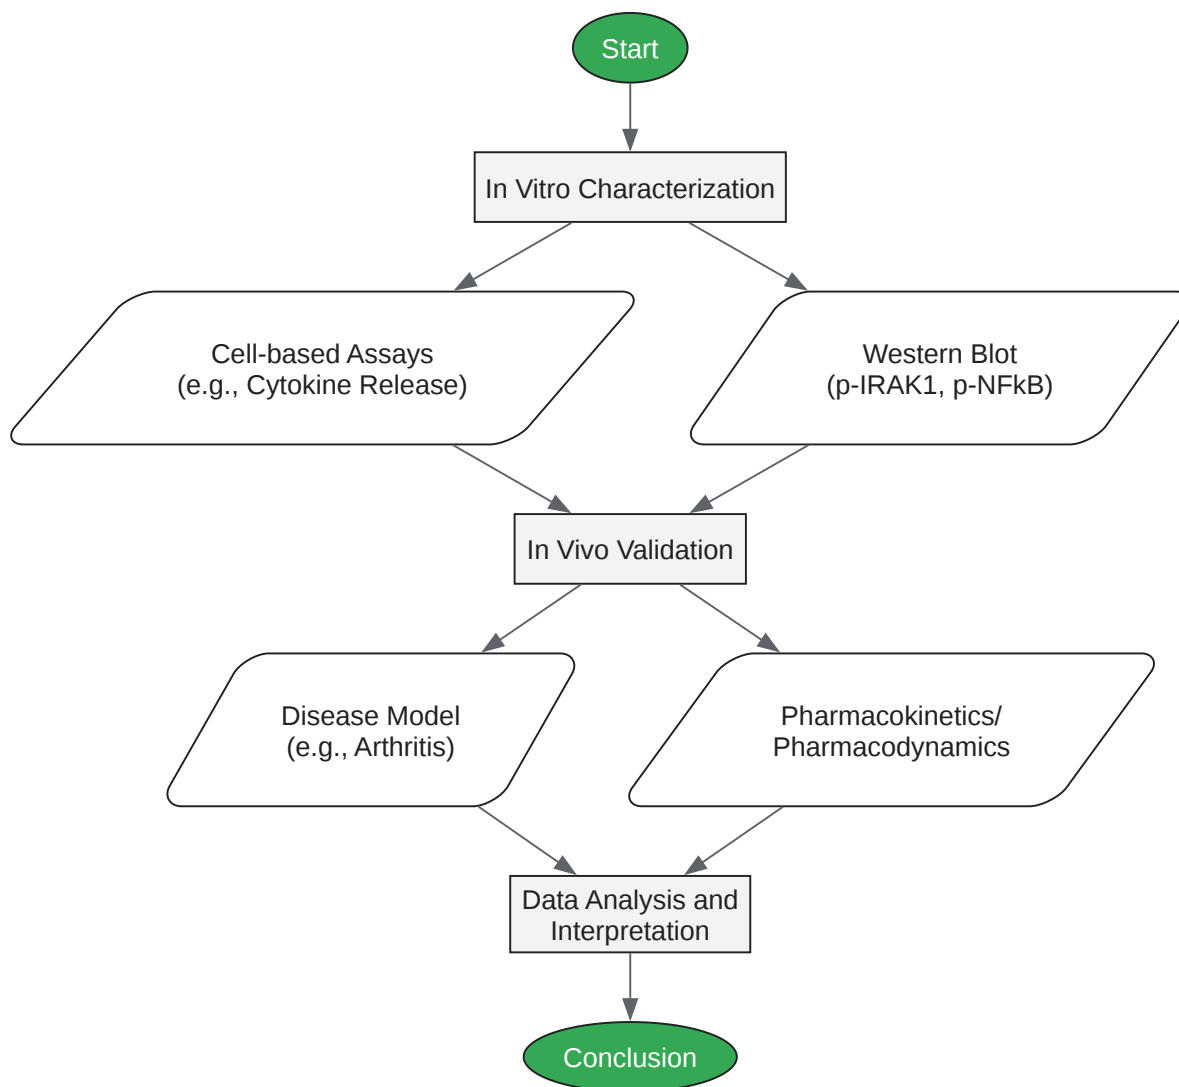 Start
In Vitro Characterization
Cell-based Assays
(e.g., Cytokine Release)
Western Blot
(p-IRAK1, p-NFkB)
In Vivo Validation
Disease Model
(e.g., Arthritis)
Pharmacokinetics/
Pharmacodynamics
Data Analysis and
Interpretation
Conclusion